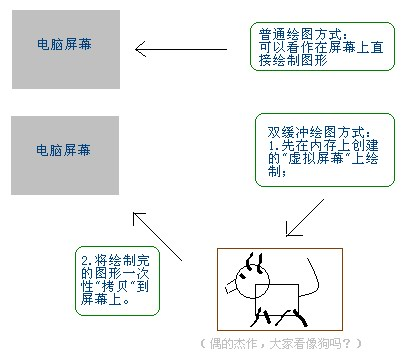 电脑屏幕
普通绘图方式:
可以看作在屏幕上直
接绘制图形
电脑屏幕
双缓冲绘图方式:
1.先在内存上创建
的"虚拟屏幕"上绘
制;
2.将绘制完
的图形一次
性"拷贝"到
屏幕上。
(偶的杰作,大家看像狗吗?)